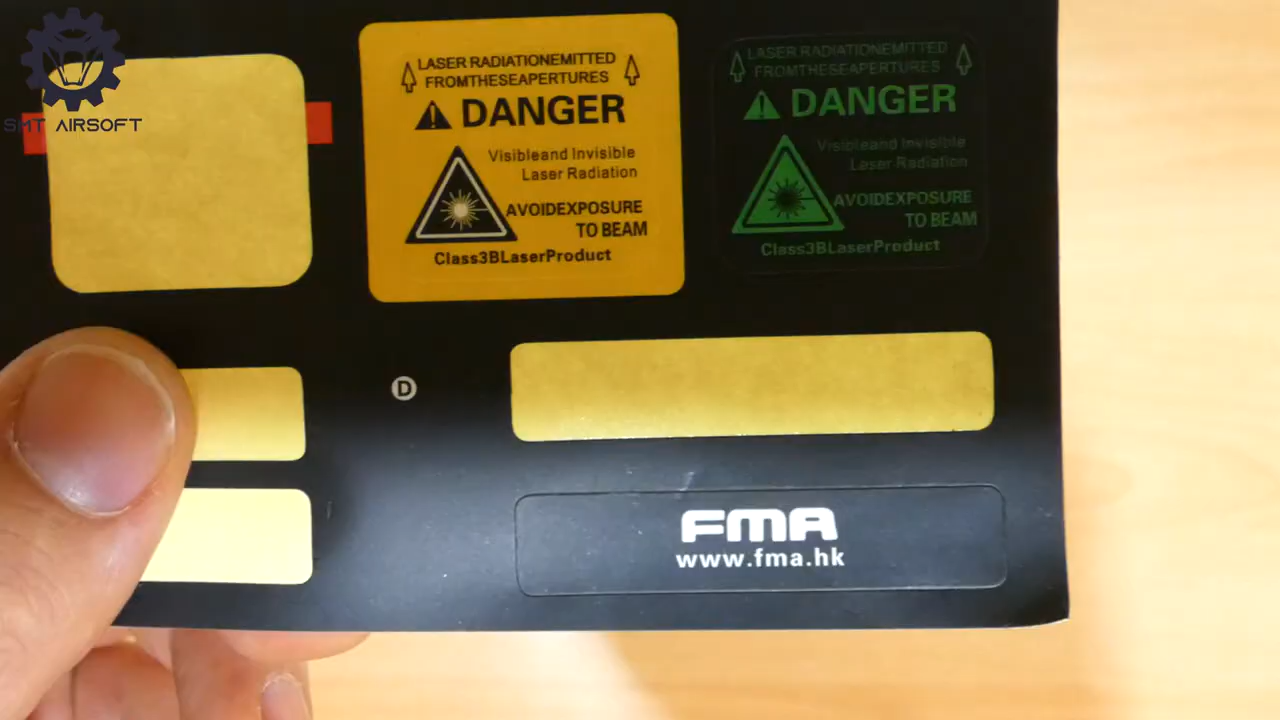 SMT AIRSOFT
LASER RADIATIONEMITTED
FROMTHESEAPERTURES
DANGER
Visibleand Invisible
Laser Radiation
AVOIDEXPOSURE
TO BEAM
Class3BLaserProduct
LASER RADIATIONEMITTED
FROMTHESEAPERTURES
DANGER
Visibleand Invisible
Laser Radiation
AVOIDEXPOSURE
TO BEAM
Class3BLaserProduct
D
FMA
www.fma.hk